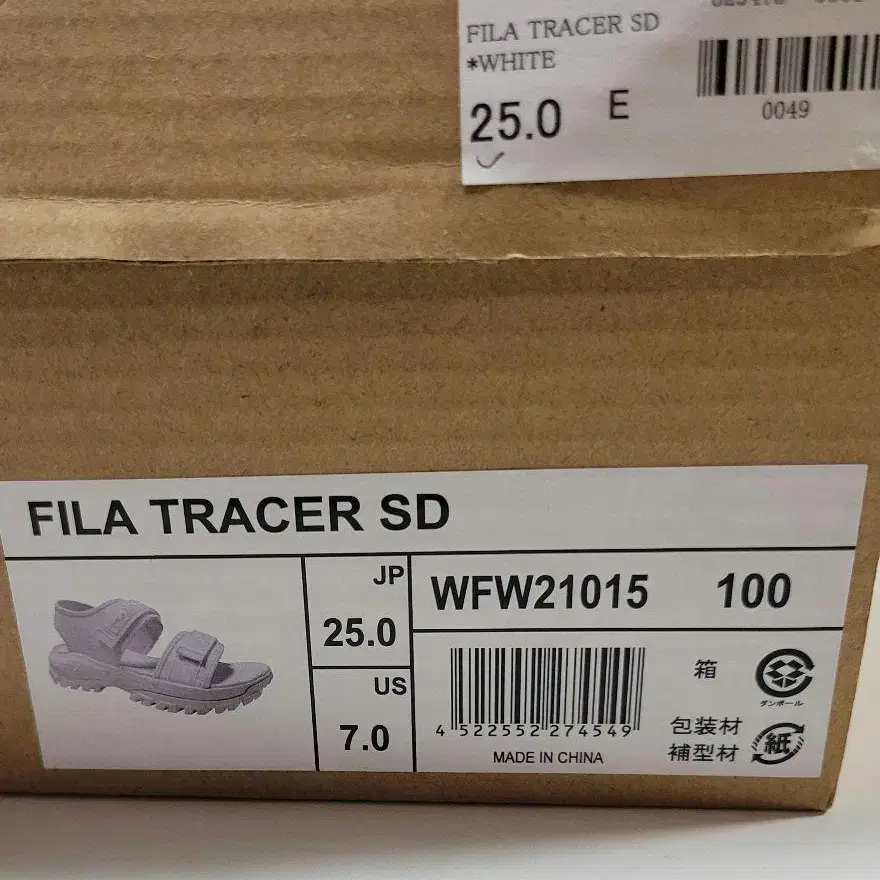 FILA TRACER SD
*WHITE
25.0 E
0049
FILA TRACER SD
JP
25.0
US
7.0
WFW21015 100
4 522552 274549
MADE IN CHINA
箱
ダンボール
包装材
補型材
紙